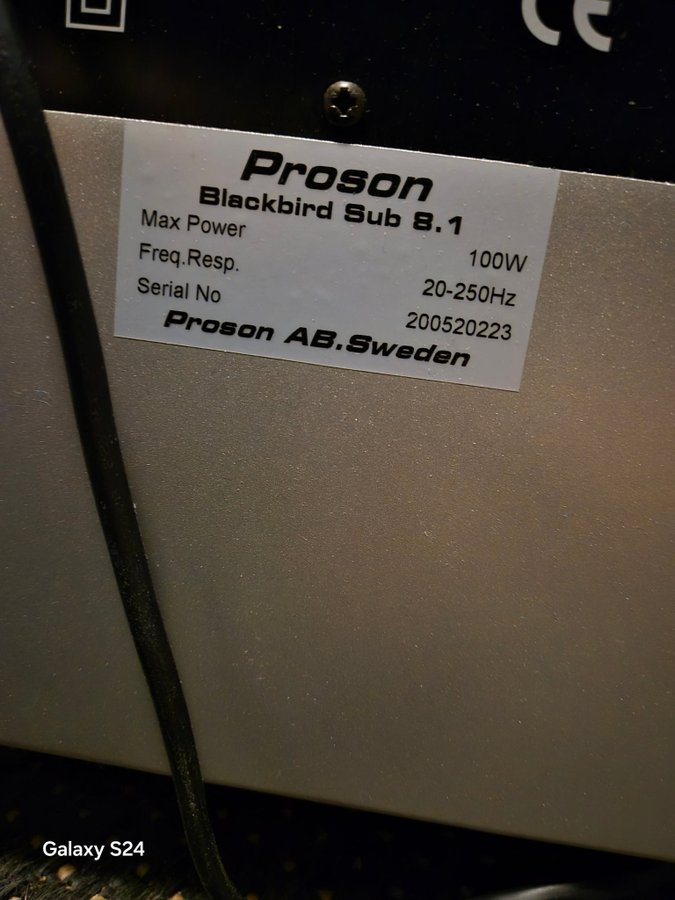 CE
Proson
Blackbird Sub 8.1
Max Power 100W
Freq.Resp. 20-250Hz
Serial No 200520223
Proson AB.Sweden
Galaxy S24